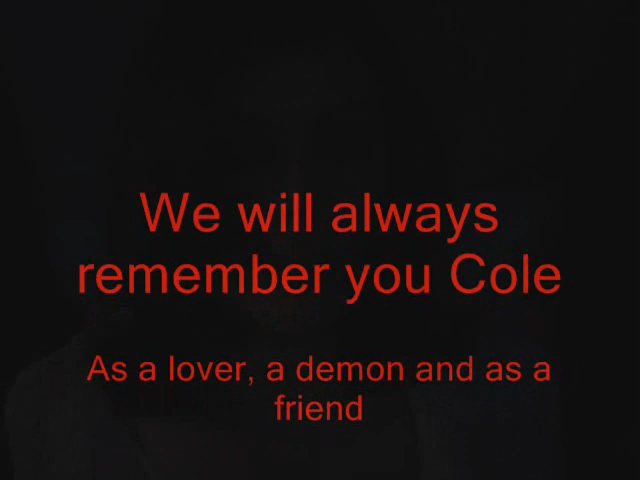 We will always
remember you Cole
As a lover, a demon and as a
friend